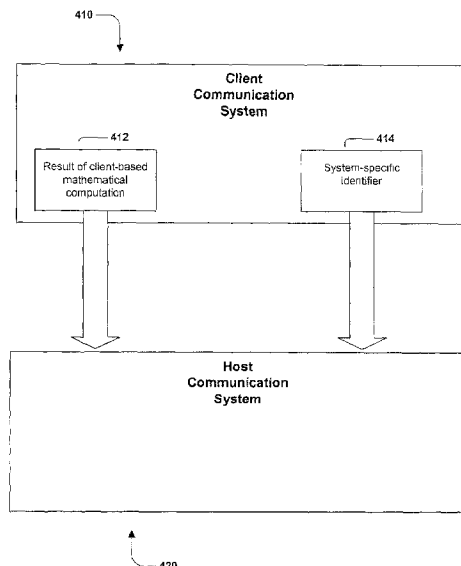 410
Client
Communication
System
412
414
Result of client-based
mathematical
computation
System-specific
identifier
Host
Communication
System
420